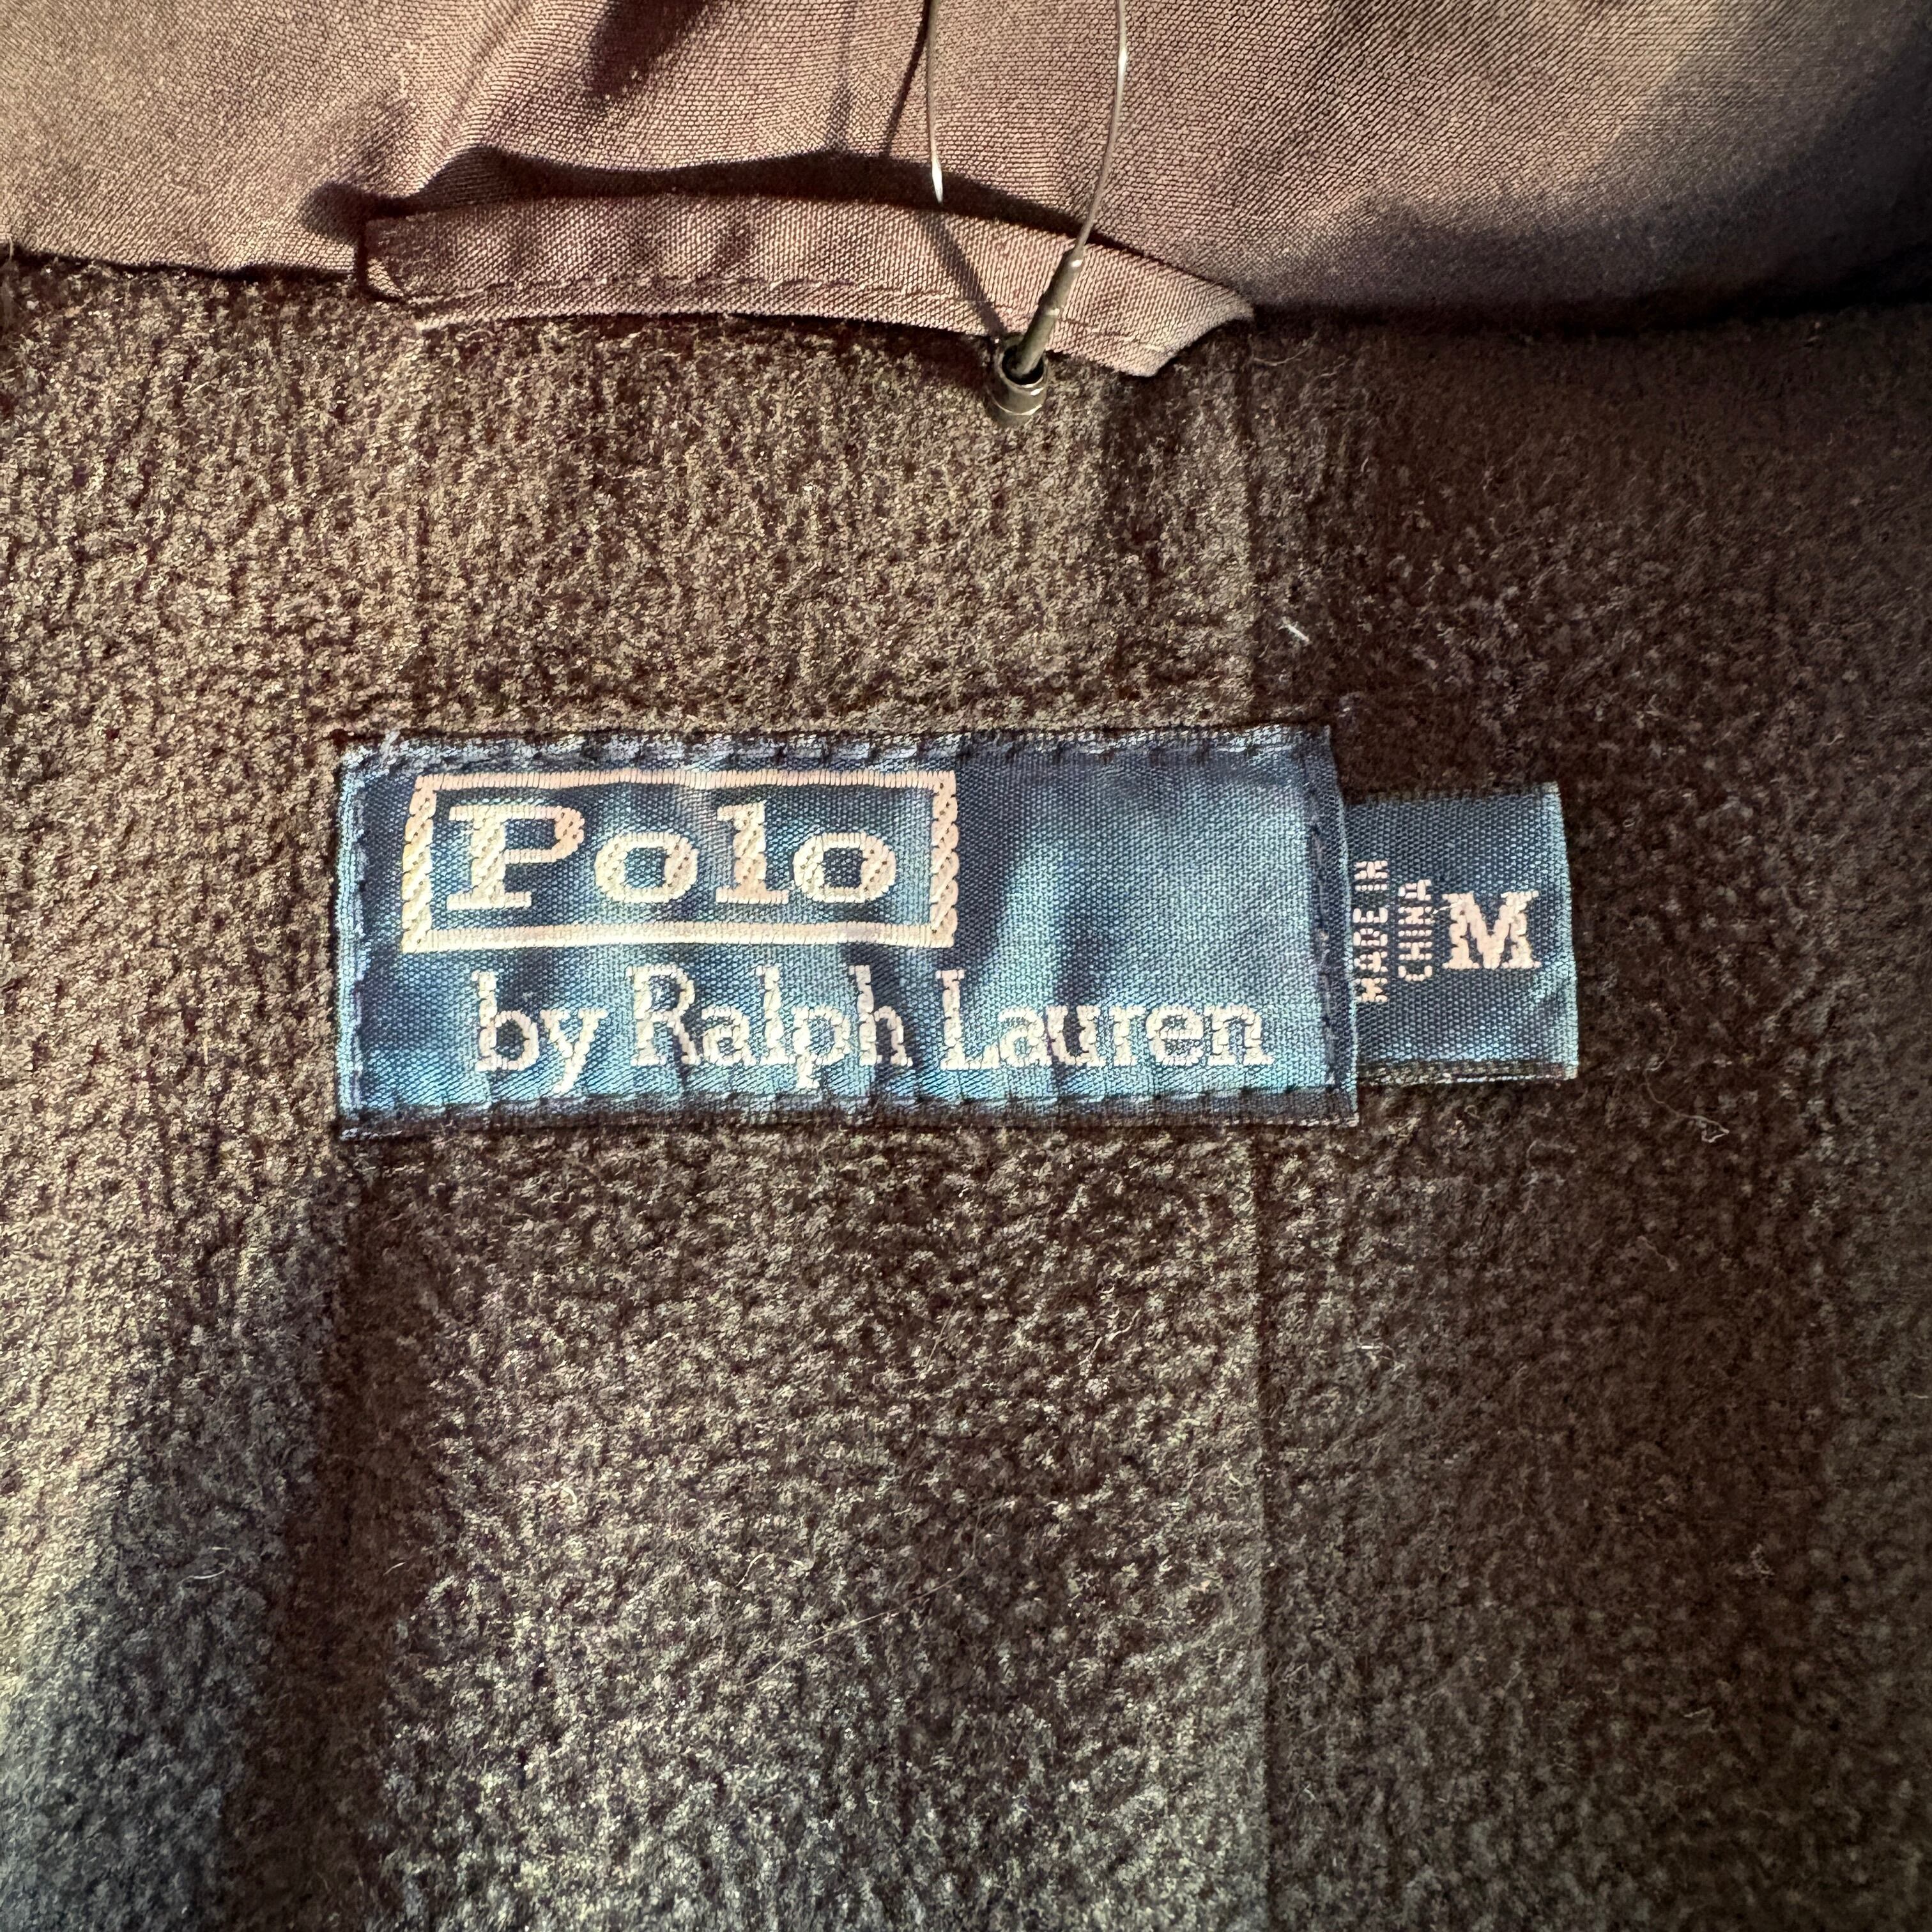 Polo
by Ralph Lauren
MADE IN
CHINA
M